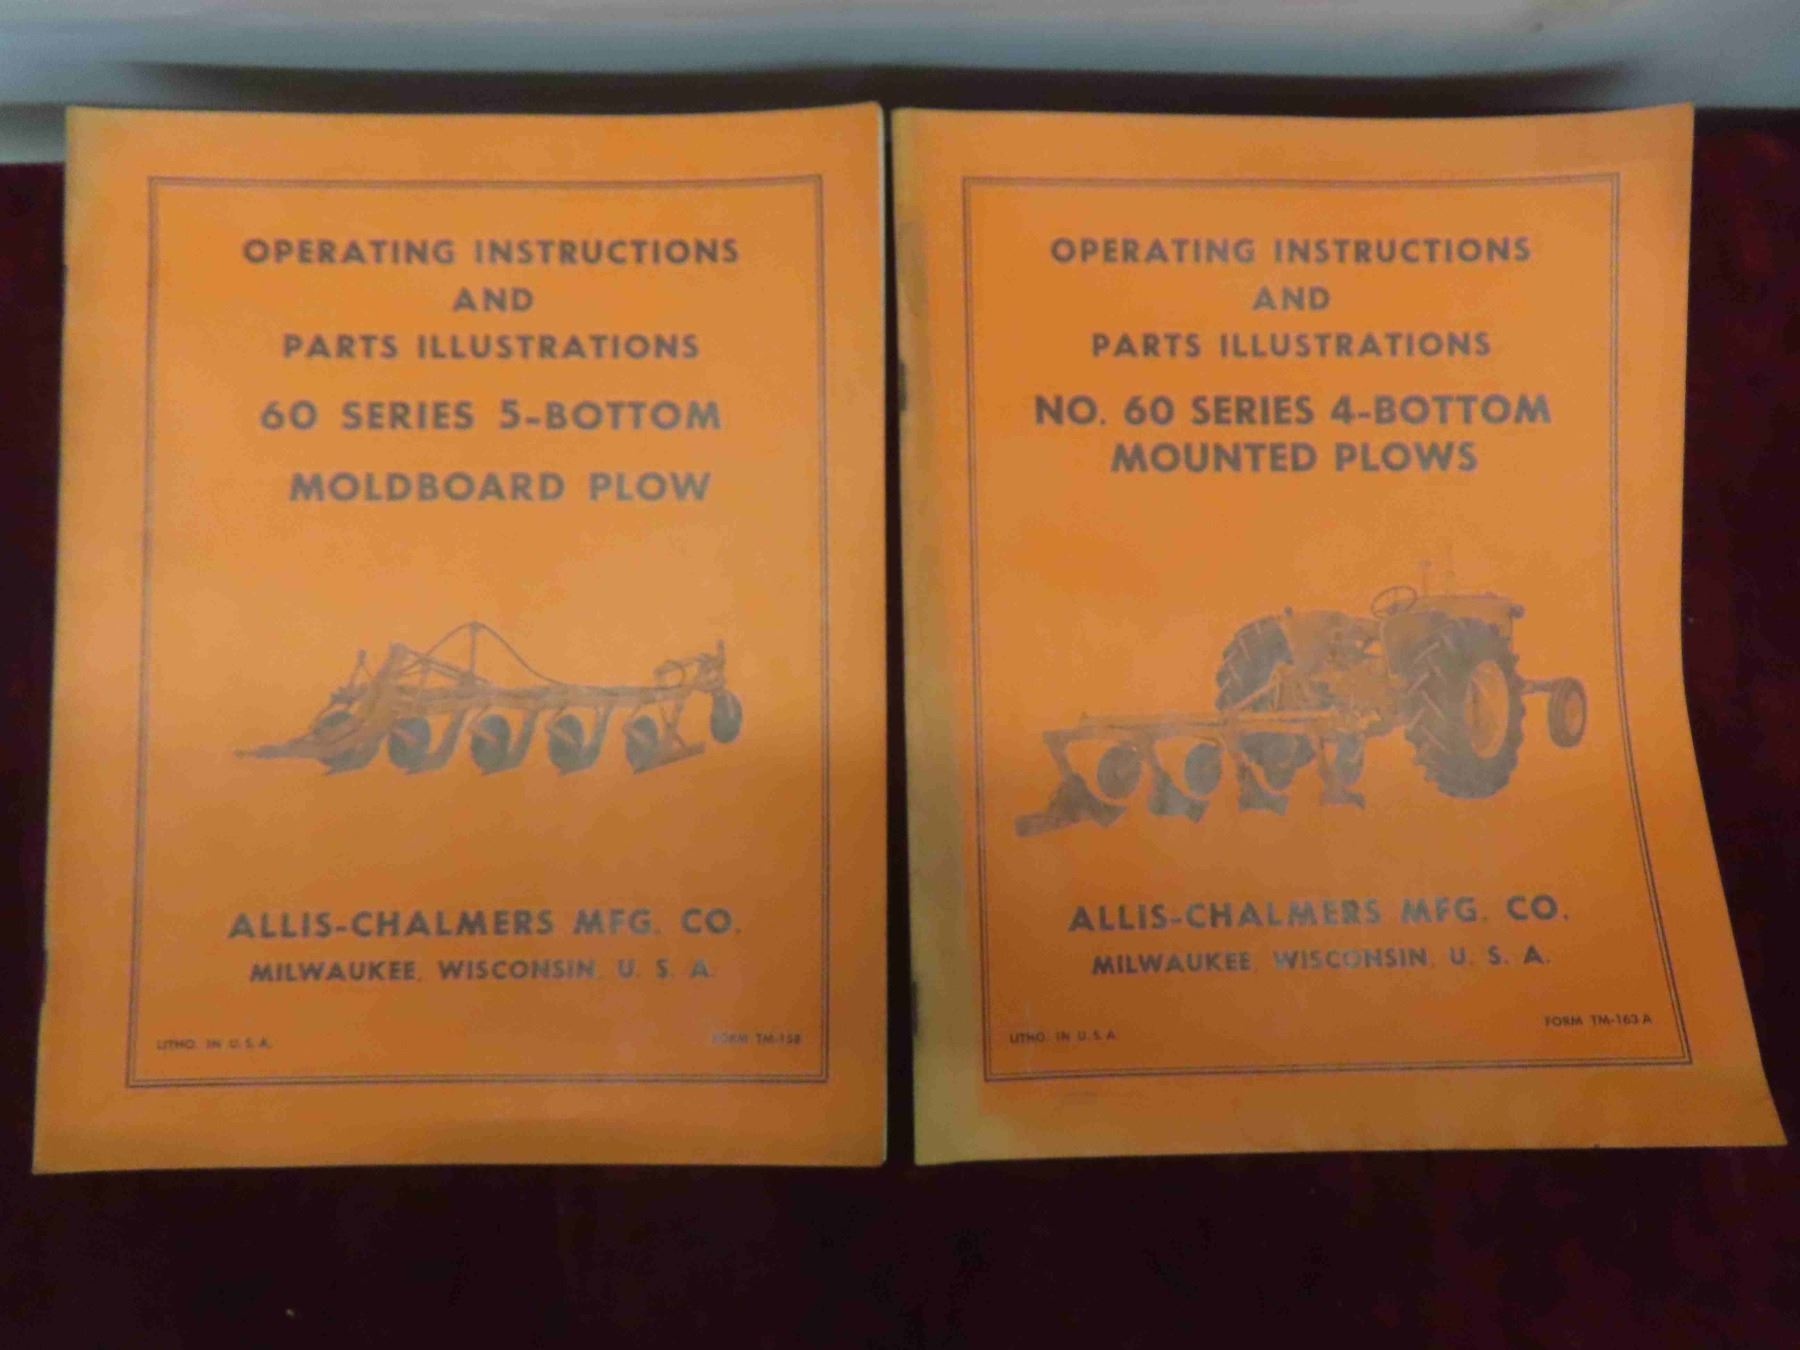 OPERATING INSTRUCTIONS
AND
PARTS ILLUSTRATIONS
60 SERIES 5-BOTTOM
MOLDBOARD PLOW
ALLIS-CHALMERS MFG. CO.
MILWAUKEE, WISCONSIN, U. S. A.
LITHO. IN U. S. A.
FORM TM-158
OPERATING INSTRUCTIONS
AND
PARTS ILLUSTRATIONS
NO. 60 SERIES 4-BOTTOM
MOUNTED PLOWS
ALLIS-CHALMERS MFG. CO.
MILWAUKEE, WISCONSIN, U. S. A.
LITHO. IN U. S. A.
FORM TM-163 A